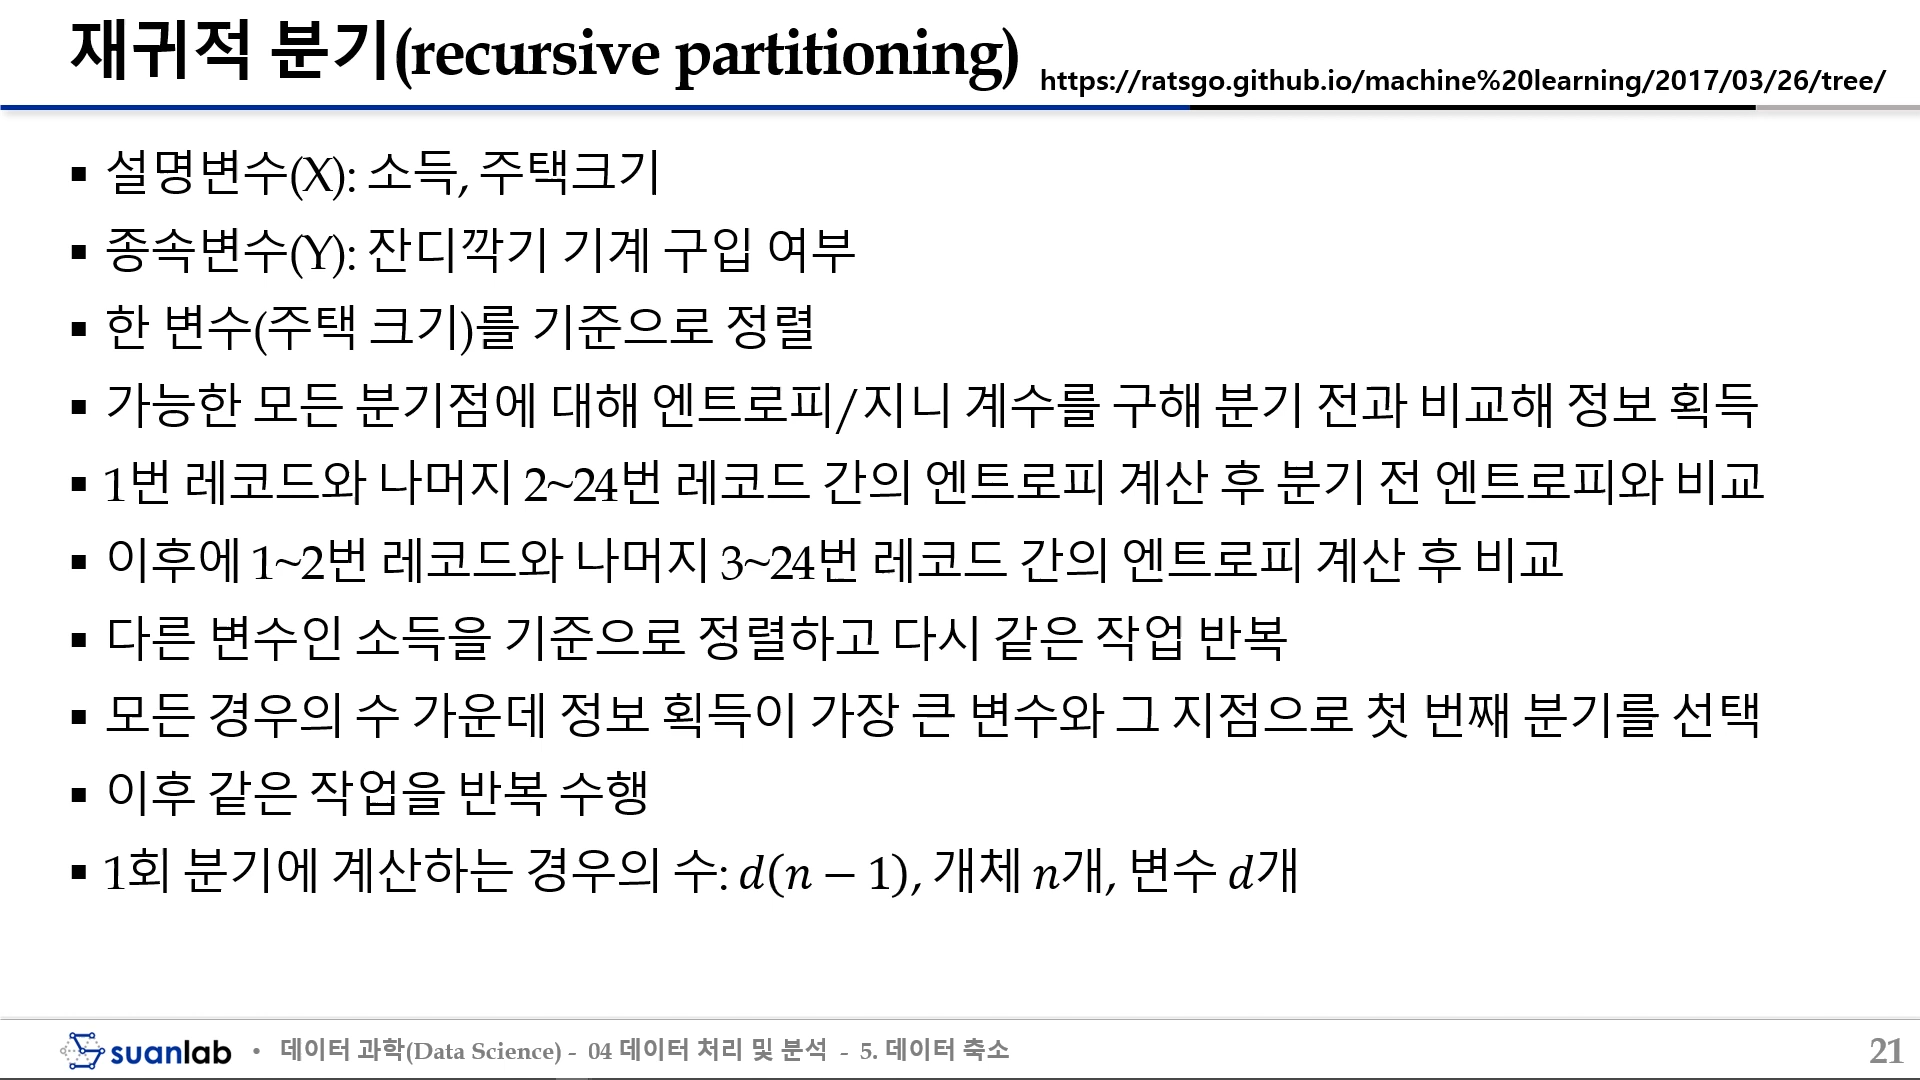 재귀적 분기(recursive partitioning)
https://ratsgo.github.io/machine%20learning/2017/03/26/tree/
▪ 설명변수(X): 소득, 주택크기
▪ 종속변수(Y): 잔디깍기 기계 구입 여부
▪ 한 변수(주택 크기)를 기준으로 정렬
▪ 가능한 모든 분기점에 대해 엔트로피/지니 계수를 구해 분기 전과 비교해 정보 획득
▪ 1번 레코드와 나머지 2~24번 레코드 간의 엔트로피 계산 후 분기 전 엔트로피와 비교
▪ 이후에 1~2번 레코드와 나머지 3~24번 레코드 간의 엔트로피 계산 후 비교
▪ 다른 변수인 소득을 기준으로 정렬하고 다시 같은 작업 반복
▪ 모든 경우의 수 가운데 정보 획득이 가장 큰 변수와 그 지점으로 첫 번째 분기를 선택
▪ 이후 같은 작업을 반복 수행
▪ 1회 분기에 계산하는 경우의 수: d(n − 1), 개체 n개, 변수 d개
suanlab • 데이터 과학(Data Science) - 04 데이터 처리 및 분석 - 5. 데이터 축소
21